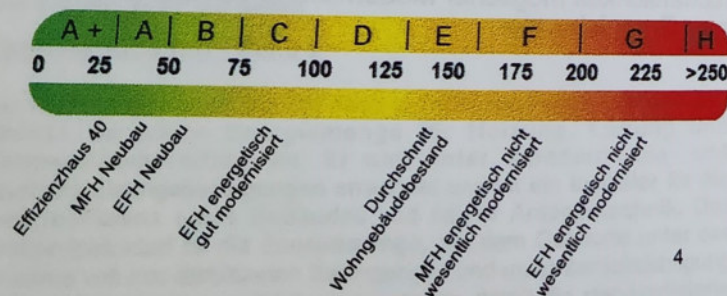 A+ | A | B | C | D | E | F | G | H
0 25 50 75 100 125 150 175 200 225 >250
Effizienzhaus 40
MFH Neubau
EFH Neubau
EFH energetisch
gut modernisiert
Durchschnitt
Wohngebäudebestand
MFH energetisch nicht
wesentlich modernisiert
EFH energetisch nicht
wesentlich modernisiert
4